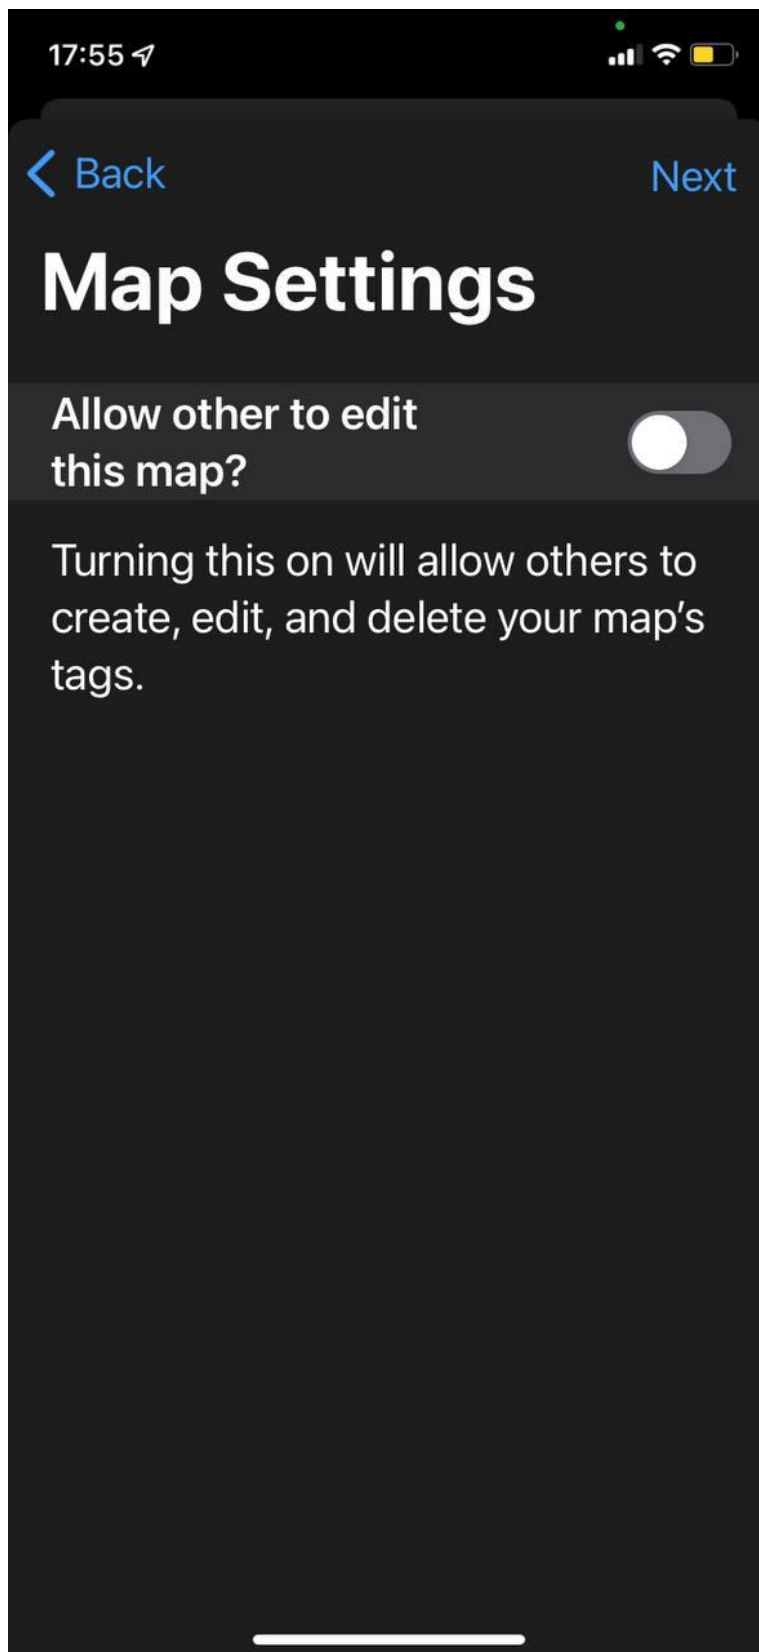 17:55
Back
Next
Map Settings
Allow other to edit
this map?
Turning this on will allow others to
create, edit, and delete your map's
tags.